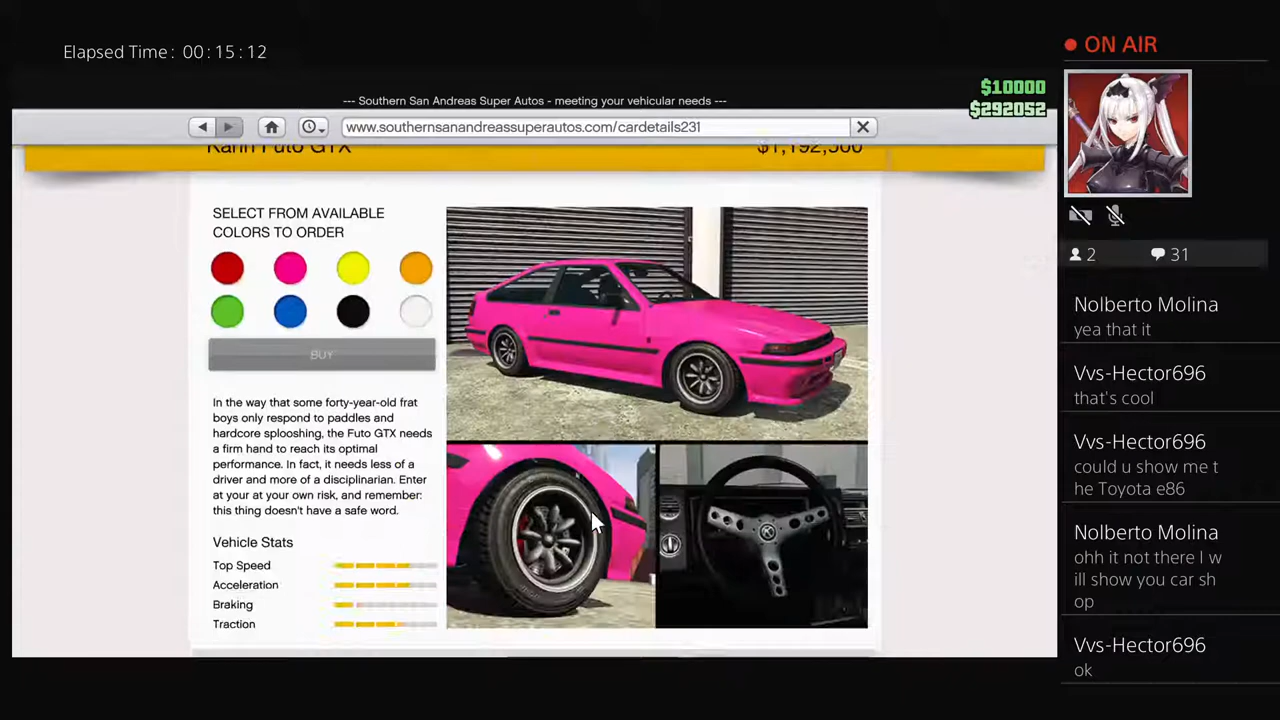 Elapsed Time: 00:15:12
ON AIR
$10000
$292052
--- Southern San Andreas Super Autos - meeting your vehicular needs ---
www.southernsanandreassuperautos.com/cardetails231
Karin Futo GTX
$1,192,500
SELECT FROM AVAILABLE
COLORS TO ORDER
BUY
In the way that some forty-year-old frat
boys only respond to paddles and
hardcore splooshing, the Futo GTX needs
a firm hand to reach its optimal
performance. In fact, it needs less of a
driver and more of a disciplinarian. Enter
at your at your own risk, and remember:
this thing doesn't have a safe word.
Vehicle Stats
Top Speed
Acceleration
Braking
Traction
2
31
Nolberto Molina
yea that it
Vvs-Hector696
that's cool
Vvs-Hector696
could u show me t
he Toyota e86
Nolberto Molina
ohh it not there I w
ill show you car sh
op
Vvs-Hector696
ok